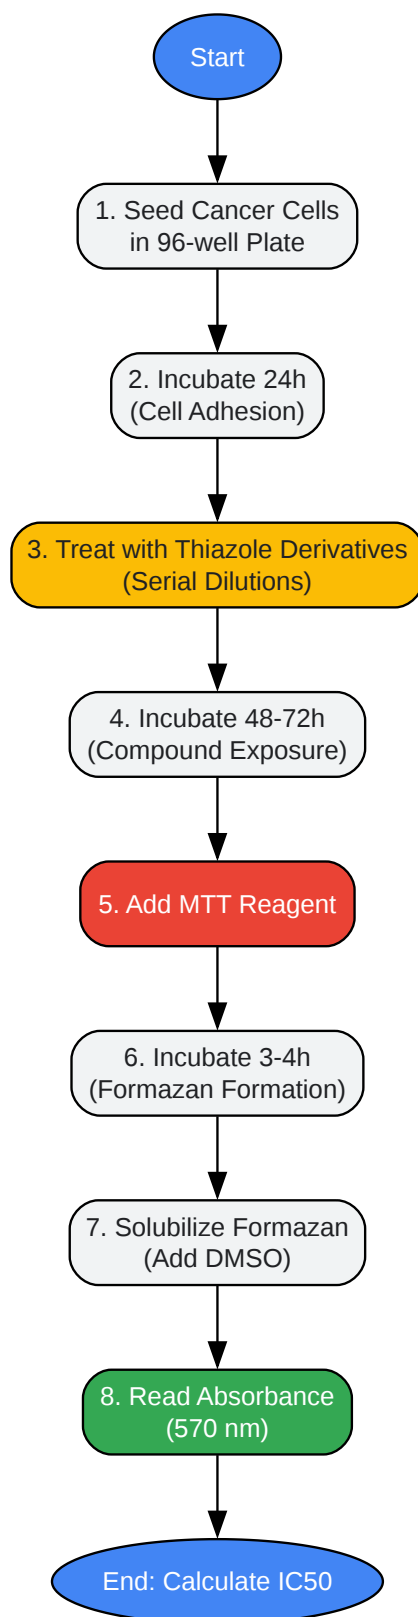 Start
1. Seed Cancer Cells
in 96-well Plate
2. Incubate 24h
(Cell Adhesion)
3. Treat with Thiazole Derivatives
(Serial Dilutions)
4. Incubate 48-72h
(Compound Exposure)
5. Add MTT Reagent
6. Incubate 3-4h
(Formazan Formation)
7. Solubilize Formazan
(Add DMSO)
8. Read Absorbance
(570 nm)
End: Calculate IC50